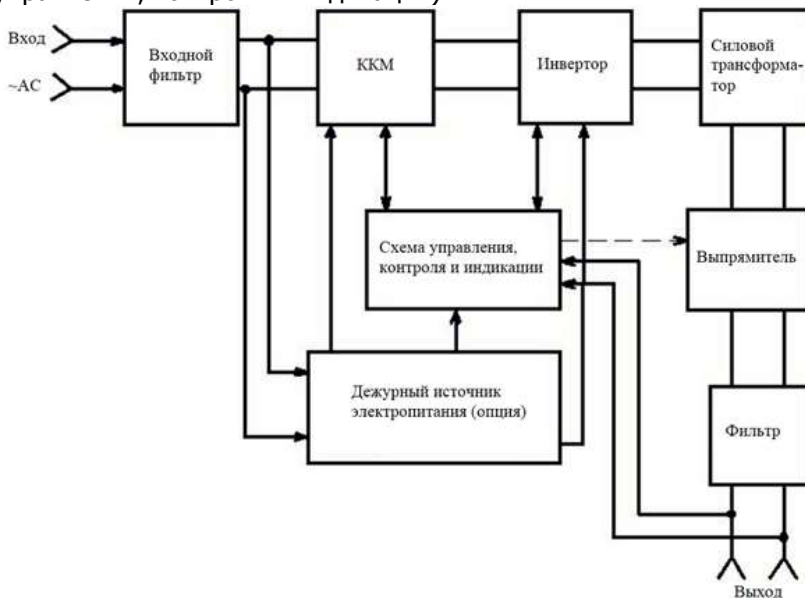 Вход
~AC
Входной
фильтр
ККМ
Инвертор
Силовой
трансформа-
тор
Схема управления,
контроля и индикации
Выпрямитель
Дежурный источник
электропитания (опция)
Фильтр
Выход